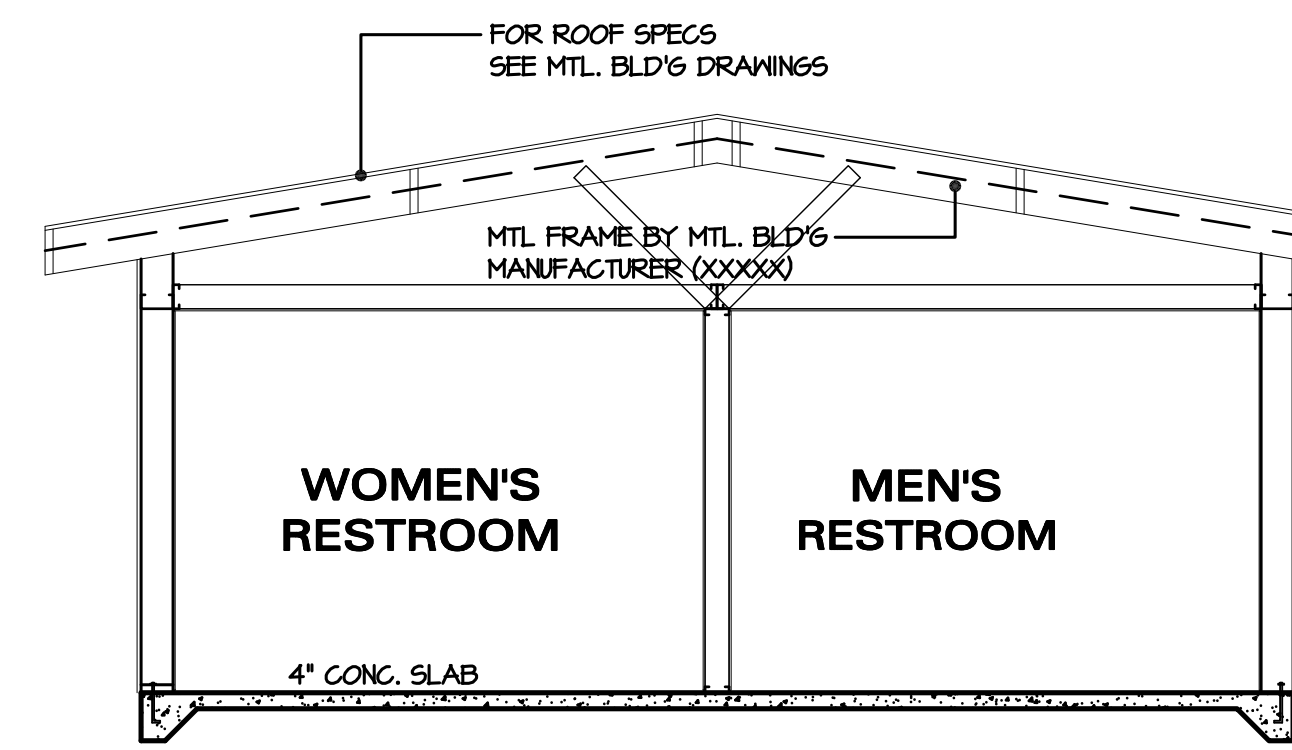 FOR ROOF SPECS
SEE MTL. BLD'G DRAWINGS
MTL FRAME BY MTL. BLD'G
MANUFACTURER (XXXXX)
WOMEN'S
RESTROOM
MEN'S
RESTROOM
4" CONC. SLAB